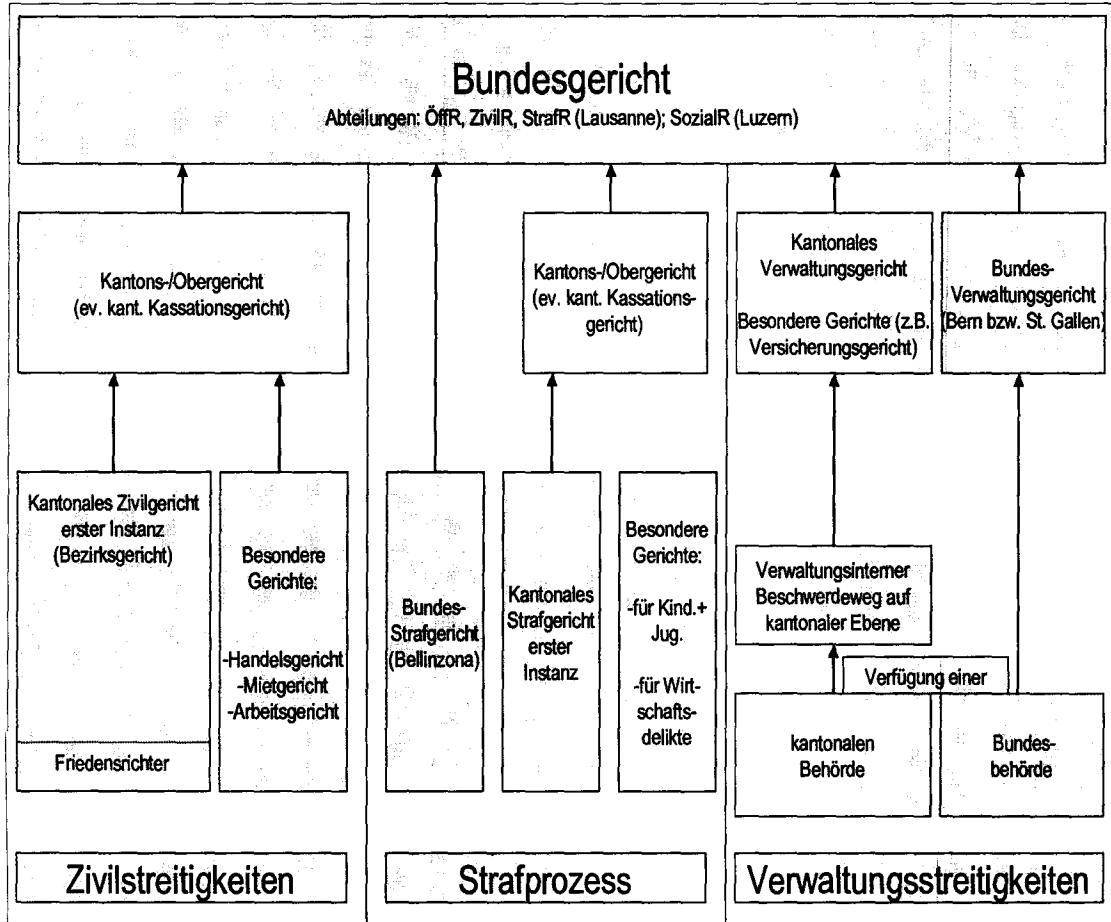 Bundesgericht
Abteilungen: ÖffR, ZivilR, StrafR (Lausanne); SozialR (Luzern)
Kantons-/Obergericht
(ev. kant. Kassationsgericht)
Kantons-/Obergericht
(ev. kant. Kassations-
gericht)
Kantonales
Verwaltungsgericht
Besondere Gerichte (z.B.
Versicherungsgericht)
Bundes-
Verwaltungsgericht
(Bern bzw. St. Gallen)
Kantonales Zivilgericht
erster Instanz
(Bezirksgericht)
Friedensrichter
Besondere
Gerichte:
-Handelsgericht
-Mietgericht
-Arbeitsgericht
Bundes-
Strafgericht
(Bellinzona)
Kantonales
Strafgericht
erster
Instanz
Besondere
Gerichte:
-für Kind.+
Jug.
-für Wirt-
schafts-
delikte
Verwaltungsinterner
Beschwerdeweg auf
kantonaler Ebene
Verfügung einer
kantonalen
Behörde
Bundes-
behörde
Zivilstreitigkeiten
Strafprozess
Verwaltungsstreitigkeiten